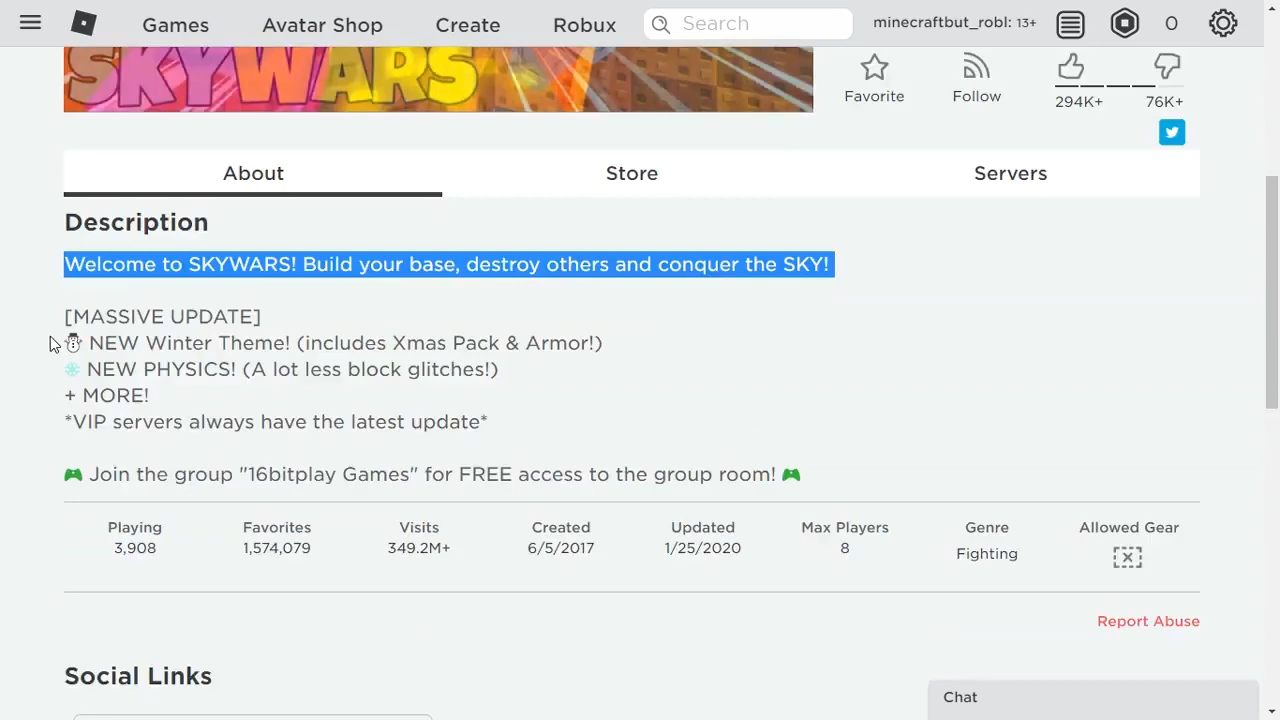 Games Avatar Shop Create Robux Search minecraftbut_robl: 13+ 0
SKYWARS
Favorite Follow 294K+ 76K+
About Store Servers
Description
Welcome to SKYWARS! Build your base, destroy others and conquer the SKY!
[MASSIVE UPDATE]
☃ NEW Winter Theme! (includes Xmas Pack & Armor!)
❄ NEW PHYSICS! (A lot less block glitches!)
+ MORE!
*VIP servers always have the latest update*
🎮 Join the group "16bitplay Games" for FREE access to the group room! 🎮
Playing Favorites Visits Created Updated Max Players Genre Allowed Gear
3,908 1,574,079 349.2M+ 6/5/2017 1/25/2020 8 Fighting
Report Abuse
Social Links
Chat